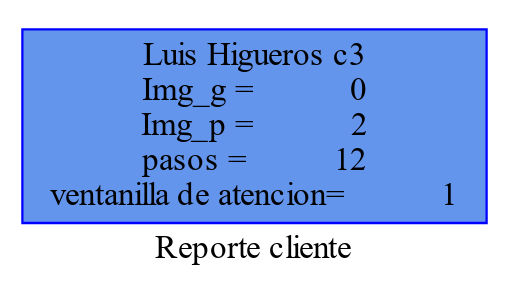 Luis Higueros c3
Img_g = 0
Img_p = 2
pasos = 12
ventanilla de atencion= 1
Reporte cliente